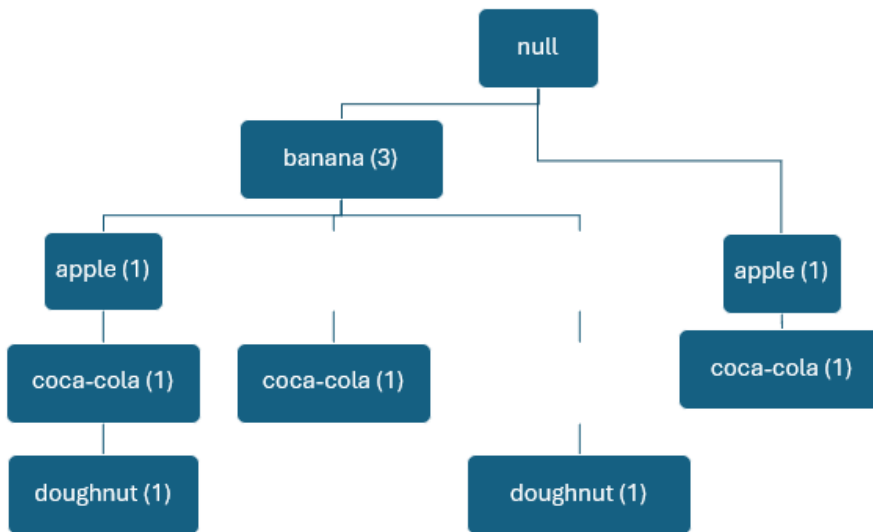 null
banana (3)
apple (1)
apple (1)
coca-cola (1)
coca-cola (1)
coca-cola (1)
doughnut (1)
doughnut (1)